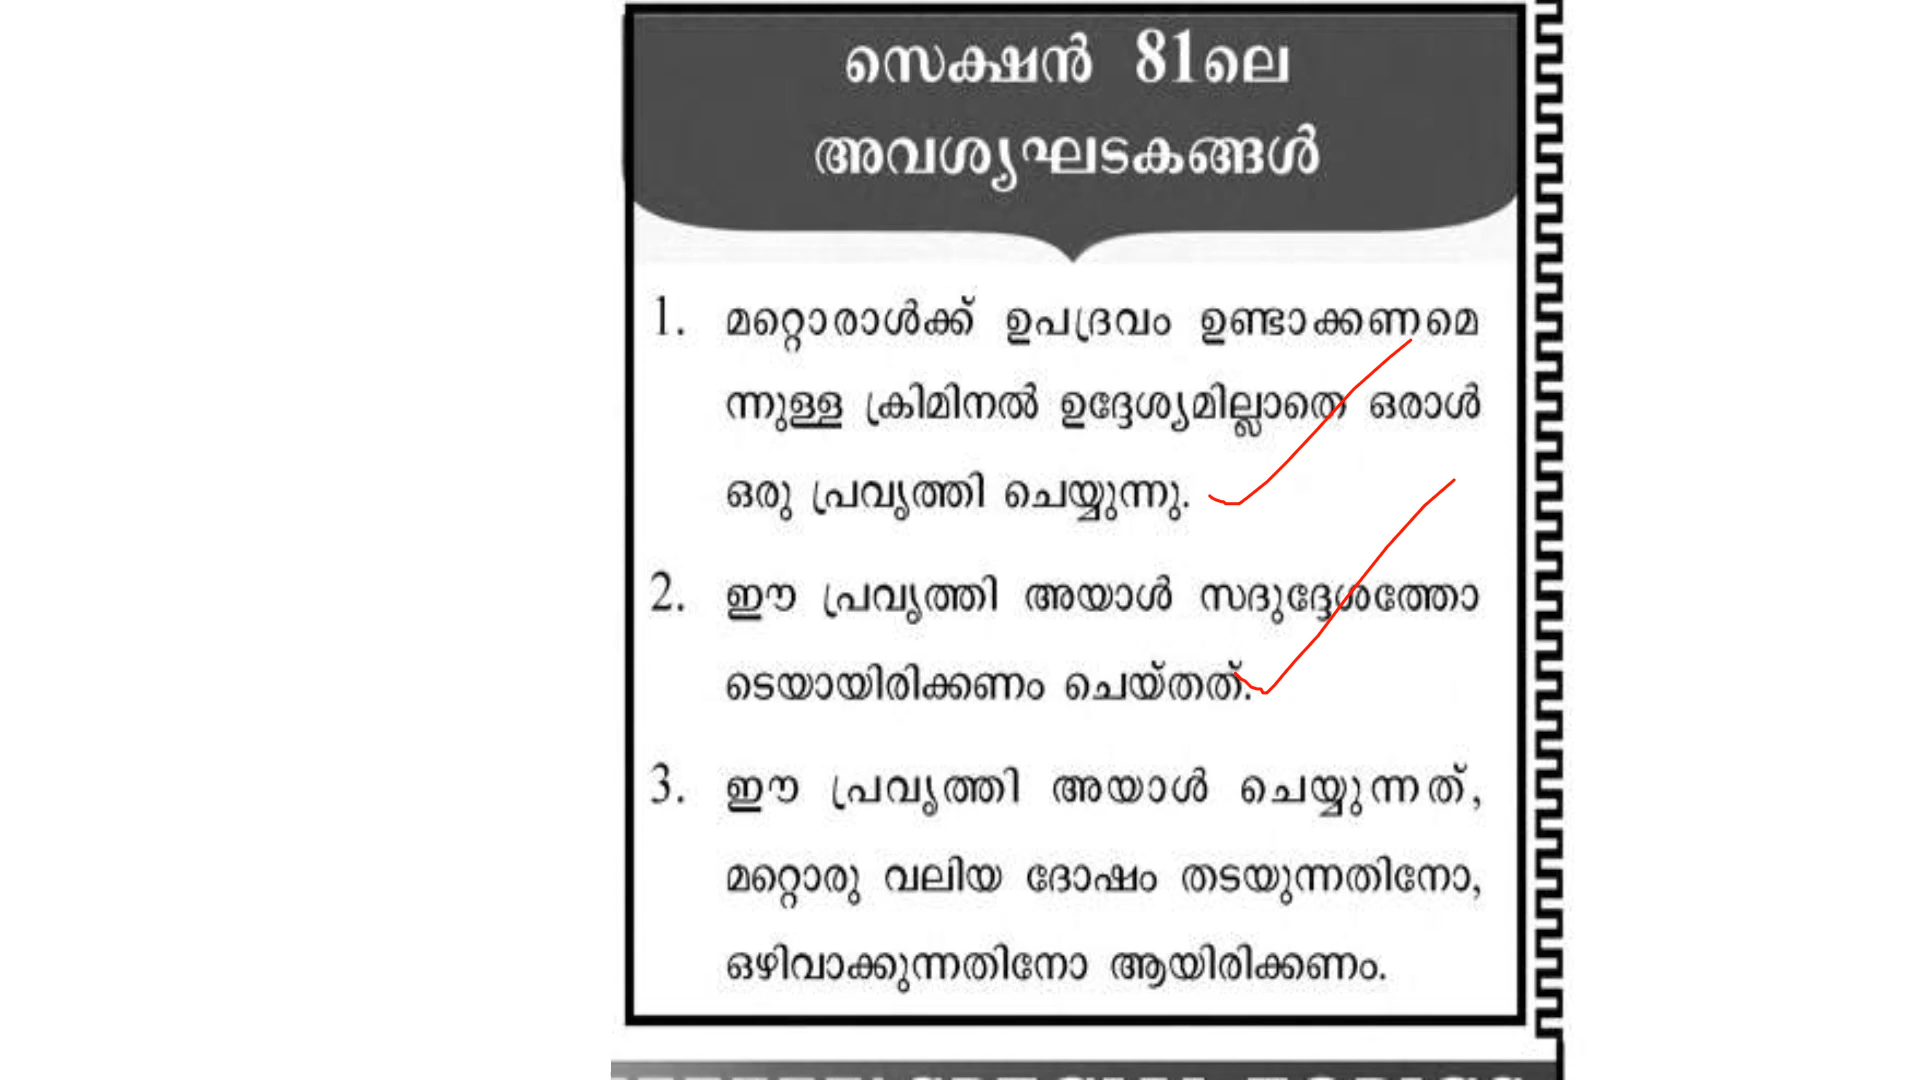 സെക്ഷൻ 81ലെ
അവശ്യഘടകങ്ങൾ
1. മറ്റൊരാൾക്ക് ഉപദ്രവം ഉണ്ടാക്കണമെ
ന്നുള്ള ക്രിമിനൽ ഉദ്ദേശ്യമില്ലാതെ ഒരാൾ
ഒരു പ്രവൃത്തി ചെയ്യുന്നു.
2. ഈ പ്രവൃത്തി അയാൾ സദുദ്ദേശത്തോ
ടെയായിരിക്കണം ചെയ്തത്.
3. ഈ പ്രവൃത്തി അയാൾ ചെയ്യുന്നത്,
മറ്റൊരു വലിയ ദോഷം തടയുന്നതിനോ,
ഒഴിവാക്കുന്നതിനോ ആയിരിക്കണം.